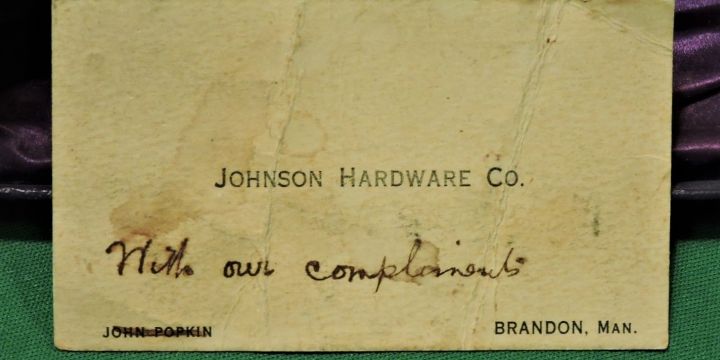 JOHNSON HARDWARE CO.
With our compliments
JOHN POPKIN
BRANDON, MAN.